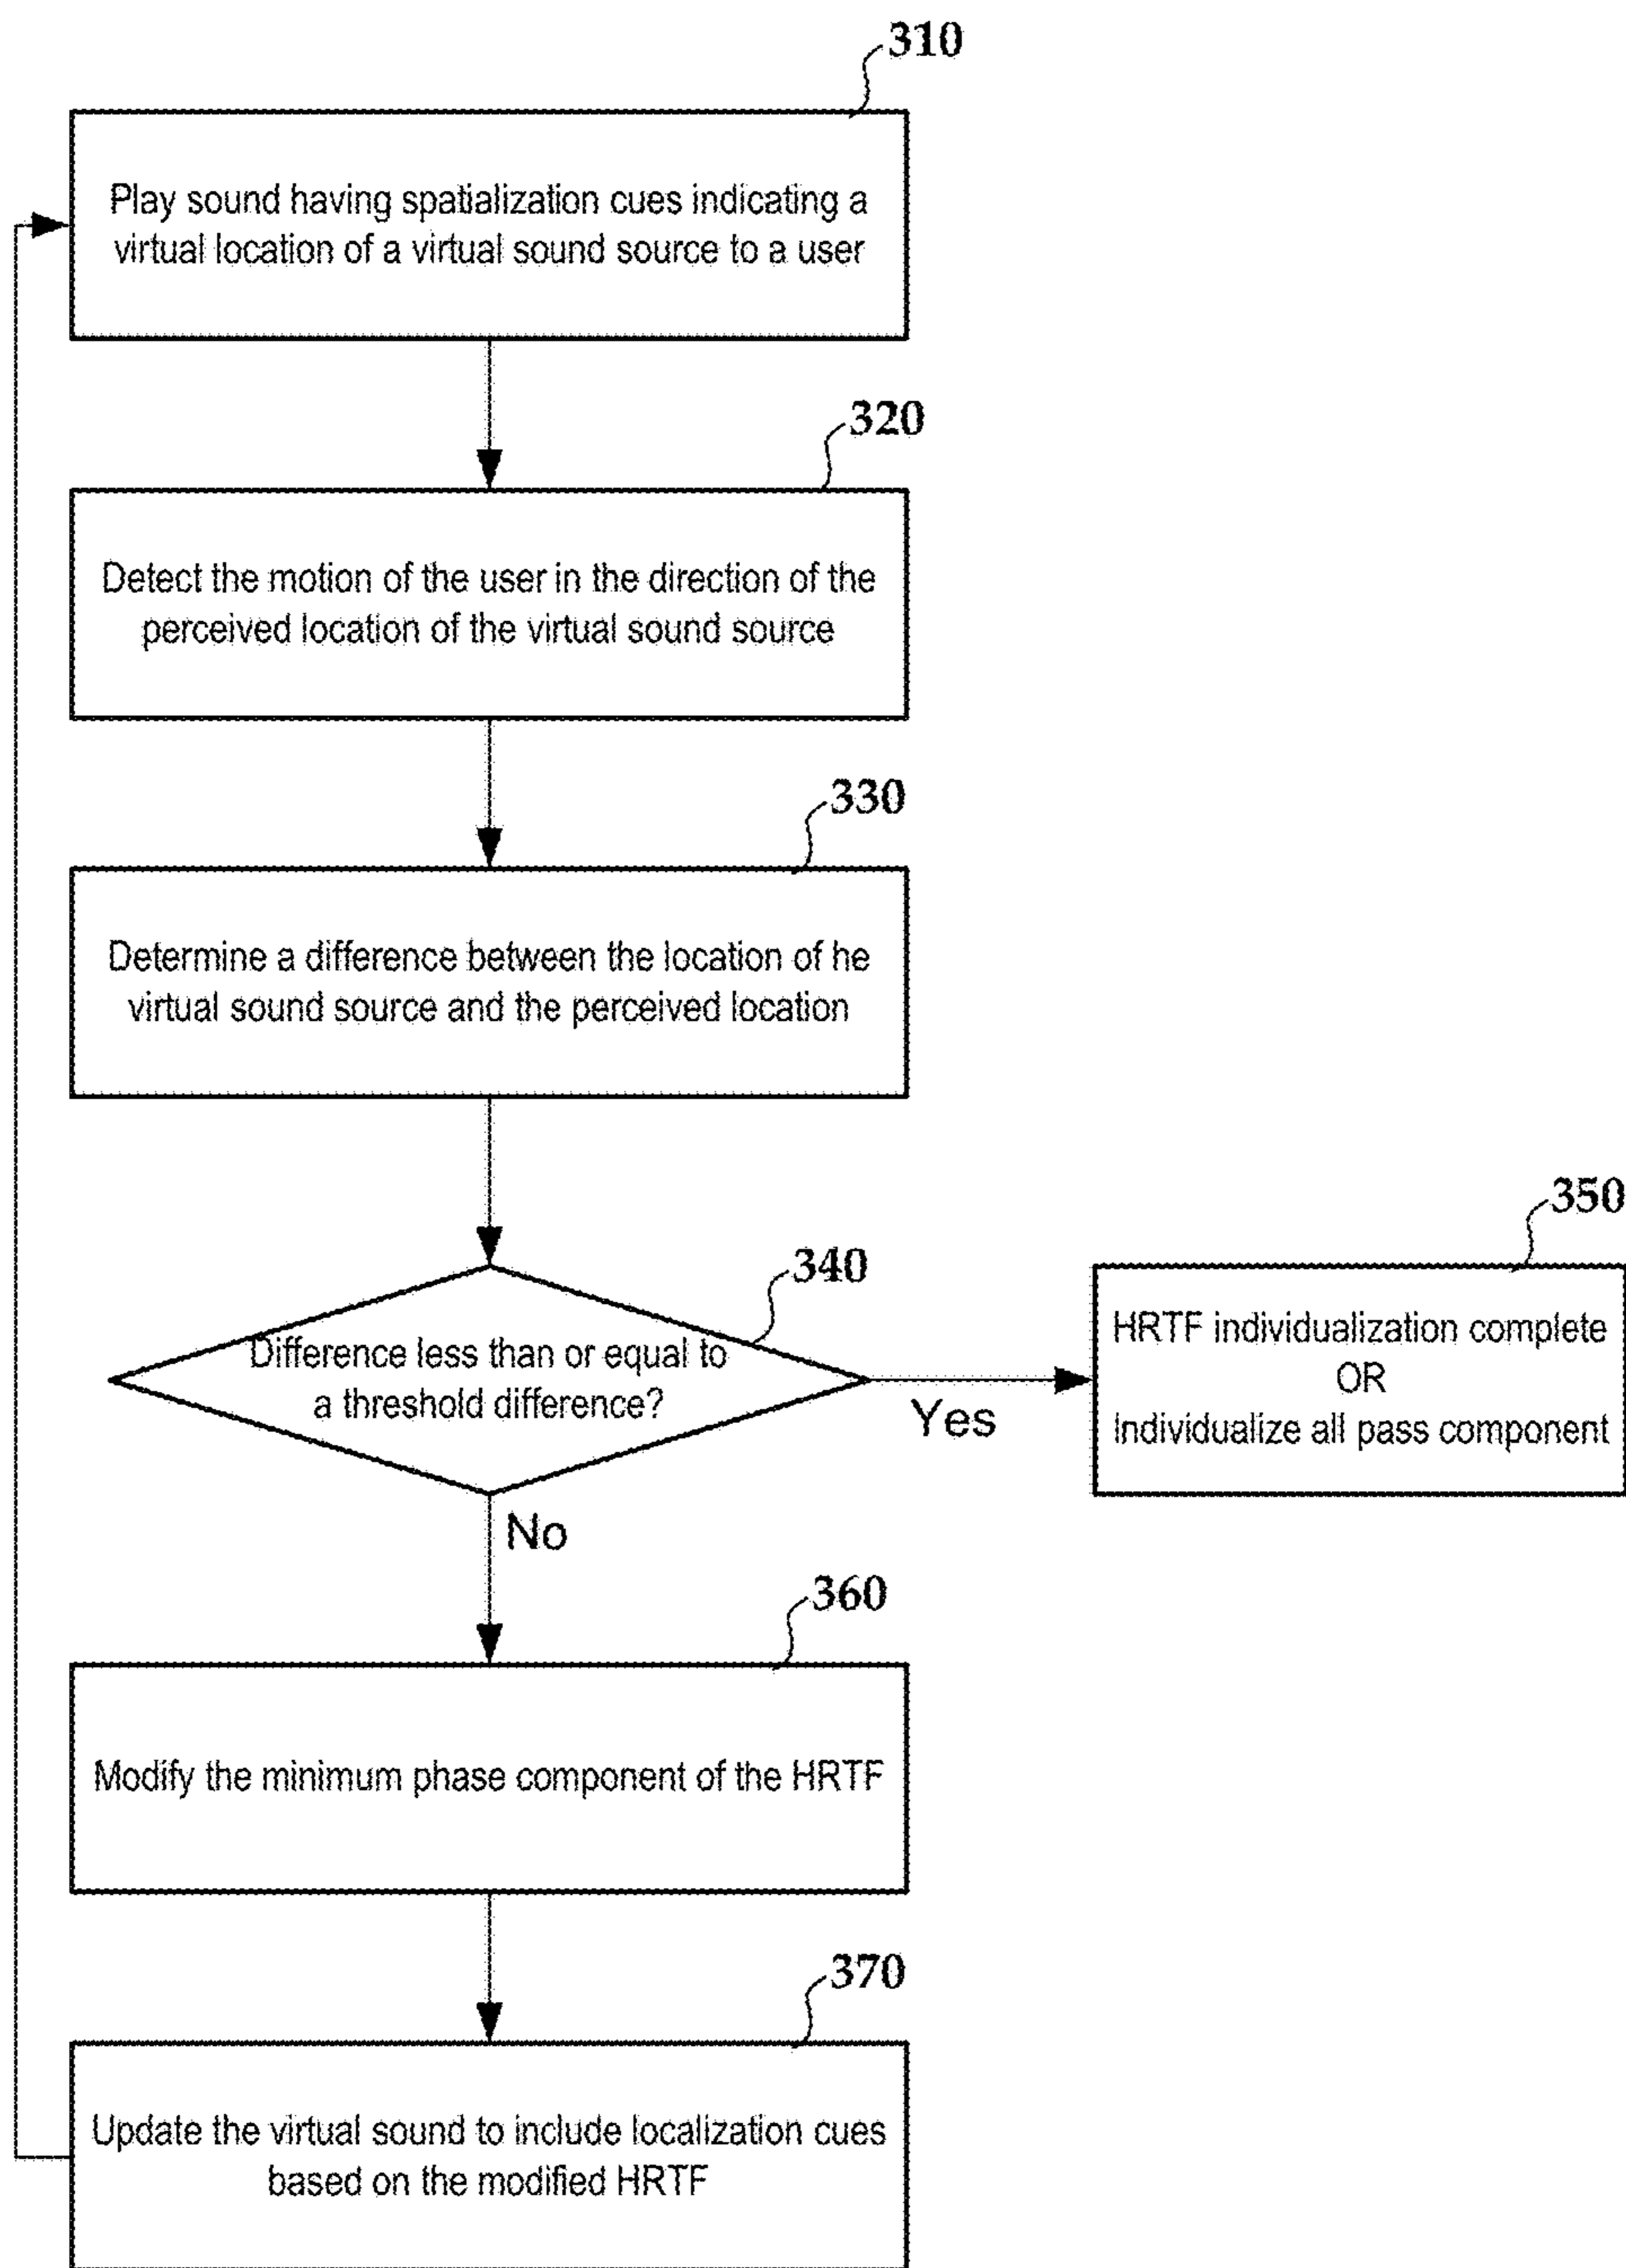 310
Play sound having spatialization cues indicating a
virtual location of a virtual sound source to a user
320
Detect the motion of the user in the direction of the
perceived location of the virtual sound source
330
Determine a difference between the location of he
virtual sound source and the perceived location
340
Difference less than or equal to
a threshold difference?
Yes
350
HRTF individualization complete
OR
Individualize all pass component
No
360
Modify the minimum phase component of the HRTF
370
Update the virtual sound to include localization cues
based on the modified HRTF